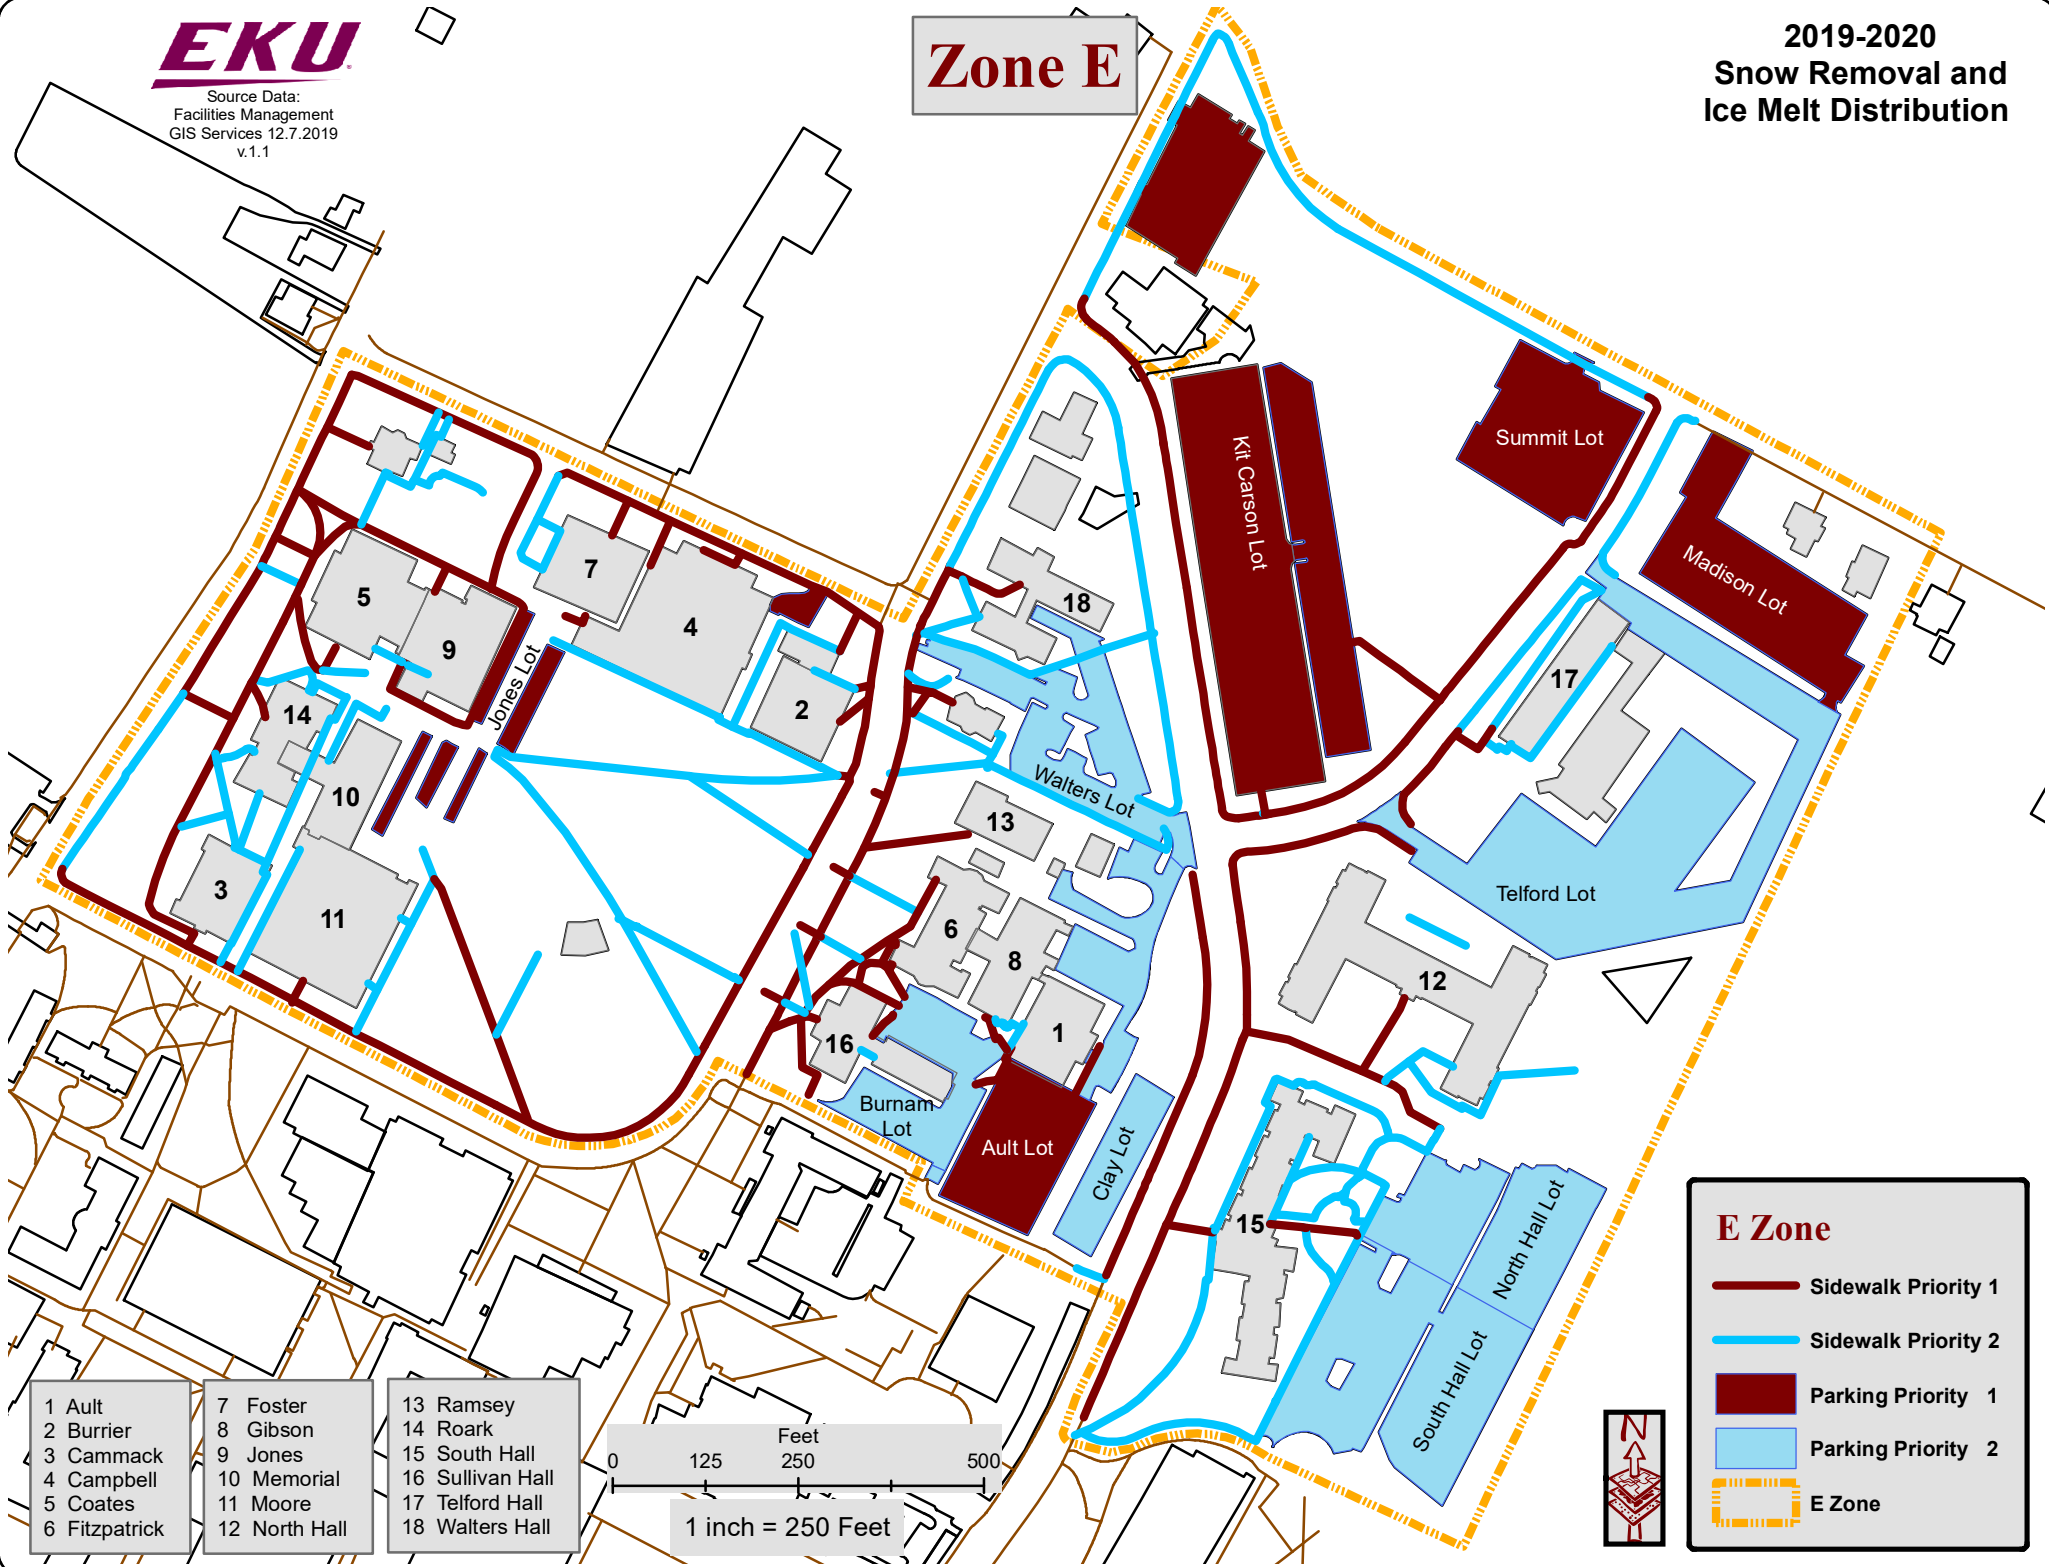 EKU
Source Data:
Facilities Management
GIS Services 12.7.2019
v.1.1
Zone E
2019-2020
Snow Removal and
Ice Melt Distribution
Summit Lot
Kit Carson Lot
Madison Lot
18
7
5
4
9
17
Jones Lot
2
14
Walters Lot
10
13
3
11
6
Telford Lot
8
12
1
16
Burnam
Lot
Ault Lot
Clay Lot
15
North Hall Lot
South Hall Lot
E Zone
Sidewalk Priority 1
Sidewalk Priority 2
Parking Priority 1
Parking Priority 2
E Zone
N
1 Ault
2 Burrier
3 Cammack
4 Campbell
5 Coates
6 Fitzpatrick
7 Foster
8 Gibson
9 Jones
10 Memorial
11 Moore
12 North Hall
13 Ramsey
14 Roark
15 South Hall
16 Sullivan Hall
17 Telford Hall
18 Walters Hall
Feet
0 125 250 500
1 inch = 250 Feet